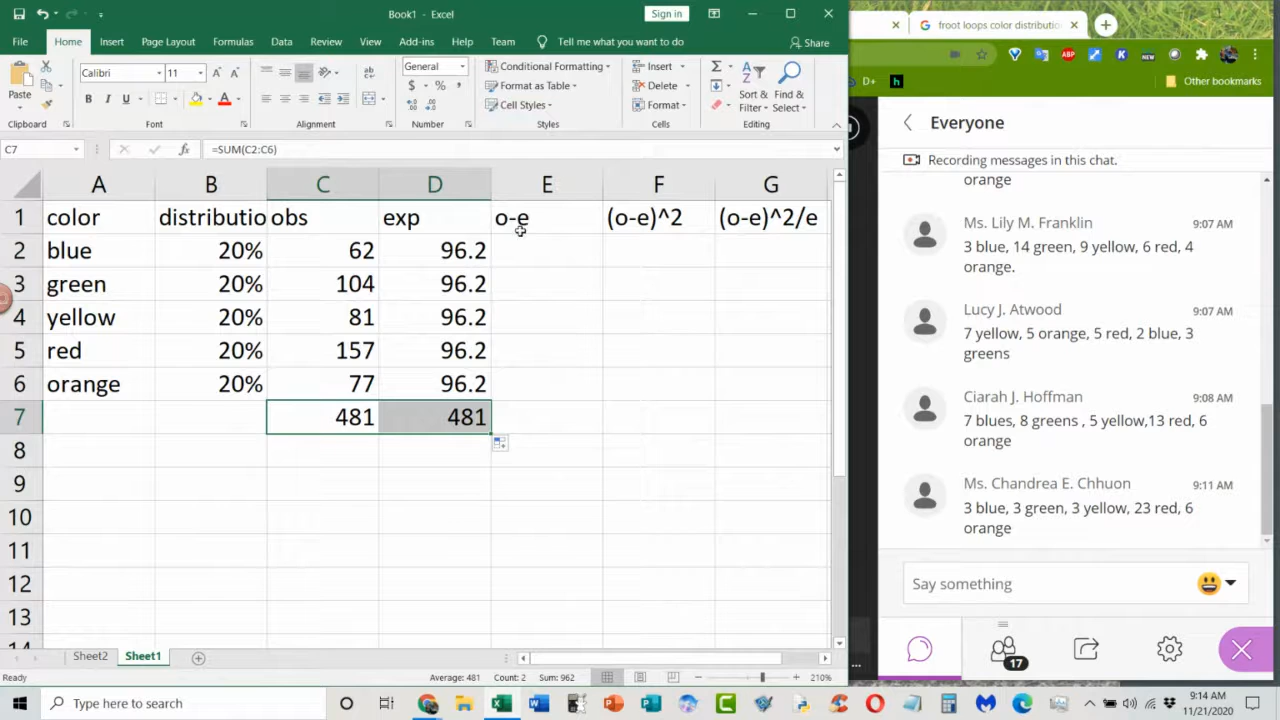 Book1 - Excel
Sign in
froot loops color distributio
File Home Insert Page Layout Formulas Data Review View Add-ins Help Team Tell me what you want to do Share
Paste
Calibri 11
B I U
A A
General
$ % ,
Conditional Formatting
Format as Table
Cell Styles
Insert
Delete
Format
Sort & Filter
Find & Select
Clipboard Font Alignment Number Styles Cells Editing
ABP K NEW
D+ h
Other bookmarks
C7 fx =SUM(C2:C6)
A B C D E F G
1 color distributio obs exp o-e (o-e)^2 (o-e)^2/e
2 blue 20% 62 96.2
3 green 20% 104 96.2
4 yellow 20% 81 96.2
5 red 20% 157 96.2
6 orange 20% 77 96.2
7 481 481
8
9
10
11
12
13
14
Sheet2 Sheet1
Ready Average: 481 Count: 2 Sum: 962 210%
Everyone
Recording messages in this chat.
orange
Ms. Lily M. Franklin 9:07 AM
3 blue, 14 green, 9 yellow, 6 red, 4
orange.
Lucy J. Atwood 9:07 AM
7 yellow, 5 orange, 5 red, 2 blue, 3
greens
Ciarah J. Hoffman 9:08 AM
7 blues, 8 greens , 5 yellow,13 red, 6
orange
Ms. Chandrea E. Chhuon 9:11 AM
3 blue, 3 green, 3 yellow, 23 red, 6
orange
Say something
17
Type here to search
9:14 AM
11/21/2020